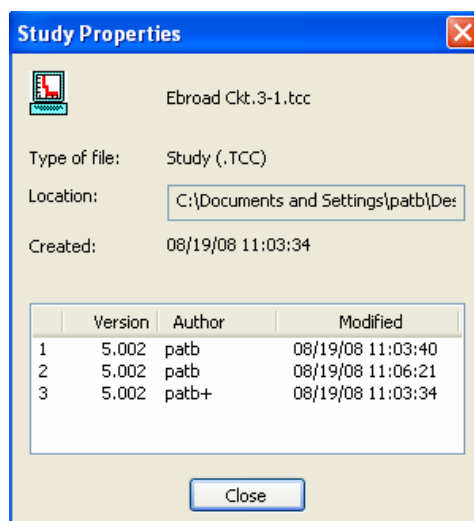 Study Properties
Ebroad Ckt.3-1.tcc
Type of file: Study (.TCC)
Location: C:\Documents and Settings\patb\Des
Created: 08/19/08 11:03:34
Version Author Modified
1 5.002 patb 08/19/08 11:03:40
2 5.002 patb 08/19/08 11:06:21
3 5.002 patb+ 08/19/08 11:03:34
Close